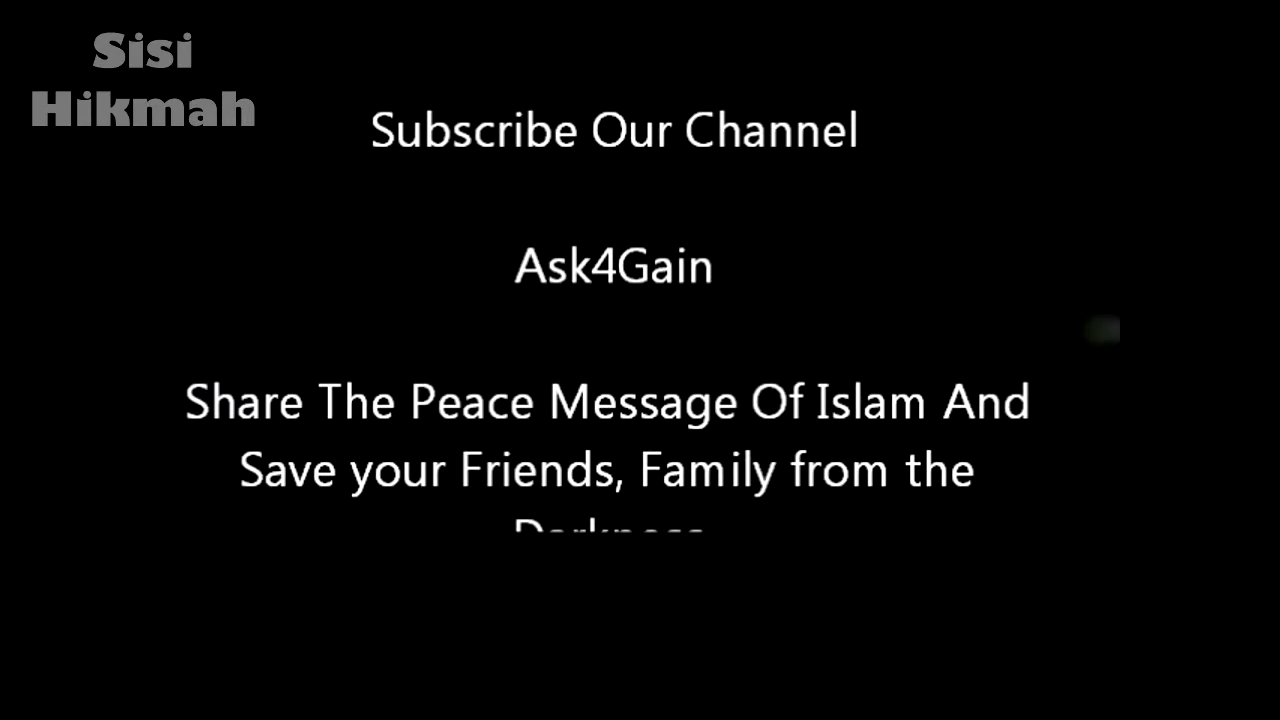 Sisi
Hikmah
Subscribe Our Channel
Ask4Gain
Share The Peace Message Of Islam And
Save your Friends, Family from the
Darkness